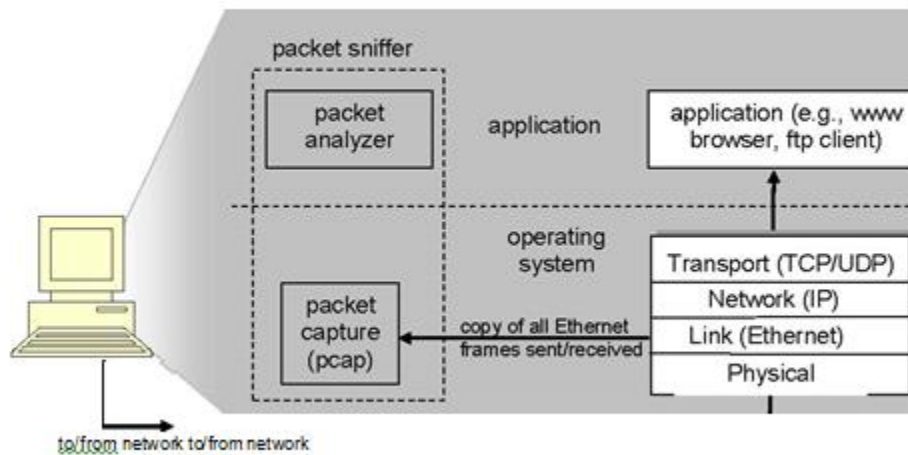 packet sniffer
packet
analyzer
application
application (e.g., www
browser, ftp client)
operating
system
packet
capture
(pcap)
copy of all Ethernet
frames sent/received
Transport (TCP/UDP)
Network (IP)
Link (Ethernet)
Physical
to/from network to/from network